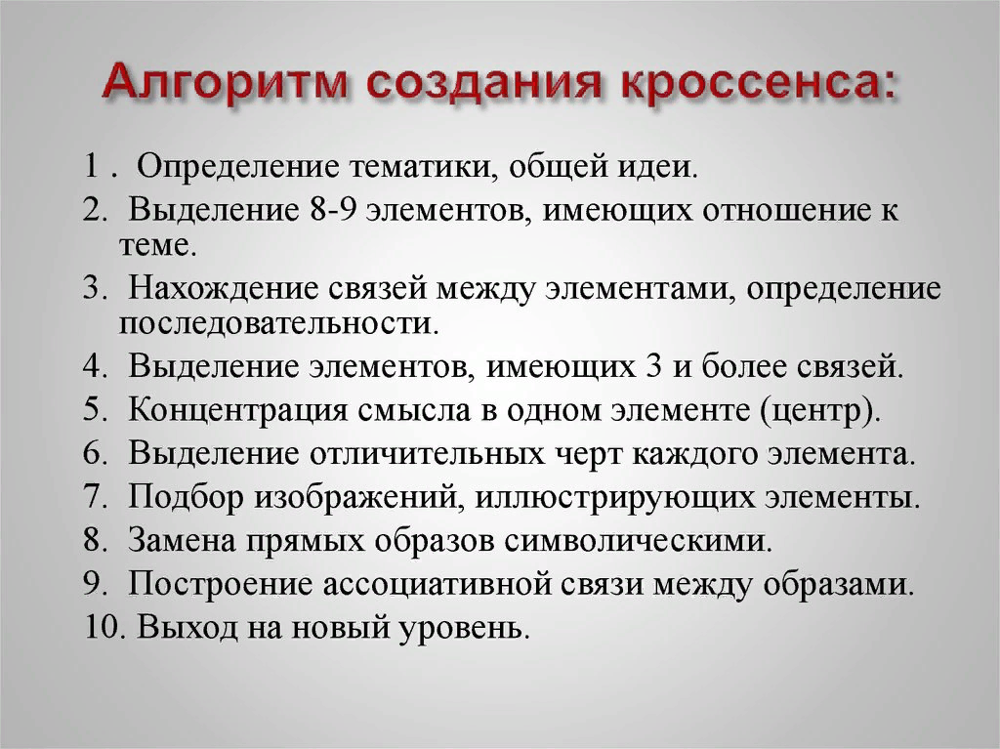 Алгоритм создания кроссенса:
1 . Определение тематики, общей идеи.
2. Выделение 8-9 элементов, имеющих отношение к
теме.
3. Нахождение связей между элементами, определение
последовательности.
4. Выделение элементов, имеющих 3 и более связей.
5. Концентрация смысла в одном элементе (центр).
6. Выделение отличительных черт каждого элемента.
7. Подбор изображений, иллюстрирующих элементы.
8. Замена прямых образов символическими.
9. Построение ассоциативной связи между образами.
10. Выход на новый уровень.